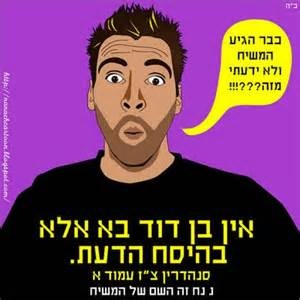 ב"ה
כבר הגיע
המשיח
ולא ידעתי
מזה???!!!
אין בן דוד בא אלא
בהיסח הדעת.
סנהדרין צ"ז עמוד א
נ נח זה השם של המשיח